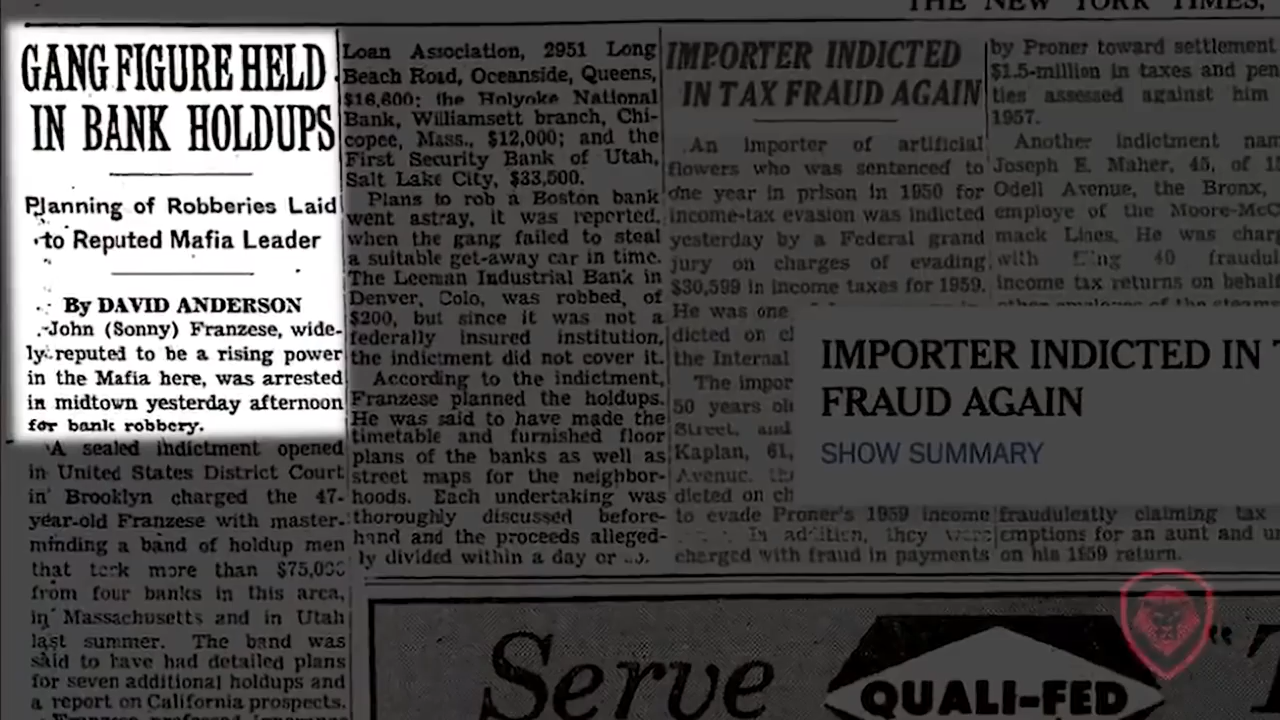 THE NEW YORK TIMES,
GANG FIGURE HELD
IN BANK HOLDUPS
Planning of Robberies Laid
to Reputed Mafia Leader
By DAVID ANDERSON
John (Sonny) Franzese, wide-
ly reputed to be a rising power
in the Mafia here, was arrested
in midtown yesterday afternoon
for bank robbery.
A sealed indictment opened
in United States District Court
in Brooklyn charged the 47-
year-old Franzese with master-
minding a band of holdup men
that took more than $75,000
from four banks in this area,
in Massachusetts and in Utah
last summer. The band was
said to have had detailed plans
for seven additional holdups and
a report on California prospects.
Loan Association, 2951 Long
Beach Road, Oceanside, Queens,
$16,600; the Holyoke National
Bank, Williamsett branch, Chi-
copee, Mass., $12,000; and the
First Security Bank of Utah,
Salt Lake City, $33,500.
Plans to rob a Boston bank
went astray, it was reported,
when the gang failed to steal
a suitable get-away car in time.
The Leeman Industrial Bank in
Denver, Colo, was robbed, of
$200, but since it was not a
federally insured institution,
the indictment did not cover it.
According to the indictment,
Franzese planned the holdups.
He was said to have made the
timetable and furnished floor
plans of the banks as well as
street maps for the neighbor-
hoods. Each undertaking was
thoroughly discussed before-
hand and the proceeds alleged-
ly divided within a day or
IMPORTER INDICTED
IN TAX FRAUD AGAIN
An importer of artificial
flowers who was sentenced to
one year in prison in 1950 for
income-tax evasion was indicted
yesterday by a Federal grand
jury on charges of evading
$30,599 in income taxes for 1959.
He was one
dicted on
the Internal
The impor
50 years
Street, and
Kaplan, 61,
Avenue.
dicted on
to evade Proner's 1959 income
In addition, they were
charged with fraud in payments
by Proner toward settlement
$1.5-million in taxes and pen
ties assessed against him
1957.
Another indictment nam
Joseph E. Maher, 45, of
Odell Avenue, the Bronx,
employe of the Moore-McC
mack Lines. He was char
with 40 fraudul
income tax returns on behal
IMPORTER INDICTED IN
FRAUD AGAIN
SHOW SUMMARY
fraudulently claiming tax
emptions for an aunt and
on his 1959 return.
Serve
QUALI-FED